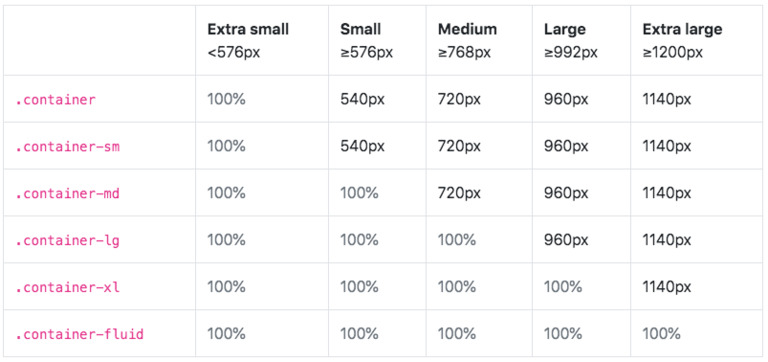 Extra small Small Medium Large Extra large
<576px ≥576px ≥768px ≥992px ≥1200px
.container 100% 540px 720px 960px 1140px
.container-sm 100% 540px 720px 960px 1140px
.container-md 100% 100% 720px 960px 1140px
.container-lg 100% 100% 100% 960px 1140px
.container-xl 100% 100% 100% 100% 1140px
.container-fluid 100% 100% 100% 100% 100%